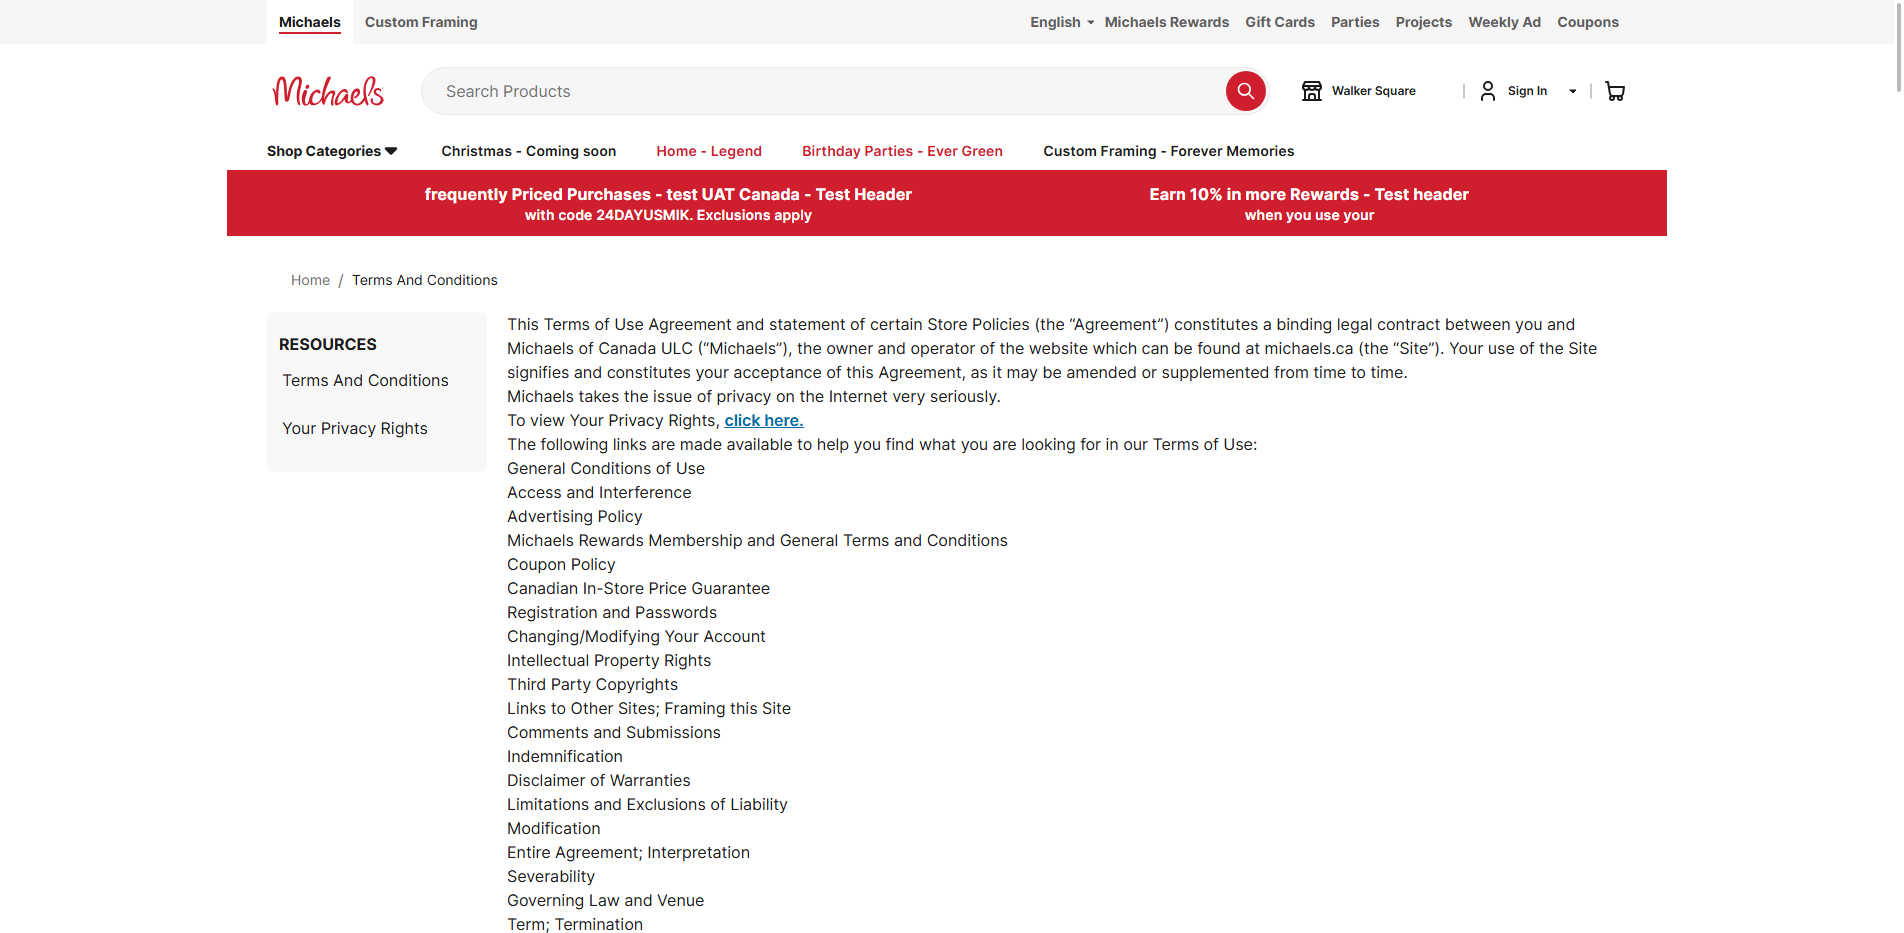 Michaels
Custom Framing
English
Michaels Rewards
Gift Cards
Parties
Projects
Weekly Ad
Coupons
Michaels
Search Products
Walker Square
Sign In
Shop Categories
Christmas - Coming soon
Home - Legend
Birthday Parties - Ever Green
Custom Framing - Forever Memories
frequently Priced Purchases - test UAT Canada - Test Header
with code 24DAYUSMIK. Exclusions apply
Earn 10% in more Rewards - Test header
when you use your
Home / Terms And Conditions
RESOURCES
Terms And Conditions
Your Privacy Rights
This Terms of Use Agreement and statement of certain Store Policies (the “Agreement”) constitutes a binding legal contract between you and
Michaels of Canada ULC (“Michaels”), the owner and operator of the website which can be found at michaels.ca (the “Site”). Your use of the Site
signifies and constitutes your acceptance of this Agreement, as it may be amended or supplemented from time to time.
Michaels takes the issue of privacy on the Internet very seriously.
To view Your Privacy Rights, click here.
The following links are made available to help you find what you are looking for in our Terms of Use:
General Conditions of Use
Access and Interference
Advertising Policy
Michaels Rewards Membership and General Terms and Conditions
Coupon Policy
Canadian In-Store Price Guarantee
Registration and Passwords
Changing/Modifying Your Account
Intellectual Property Rights
Third Party Copyrights
Links to Other Sites; Framing this Site
Comments and Submissions
Indemnification
Disclaimer of Warranties
Limitations and Exclusions of Liability
Modification
Entire Agreement; Interpretation
Severability
Governing Law and Venue
Term; Termination